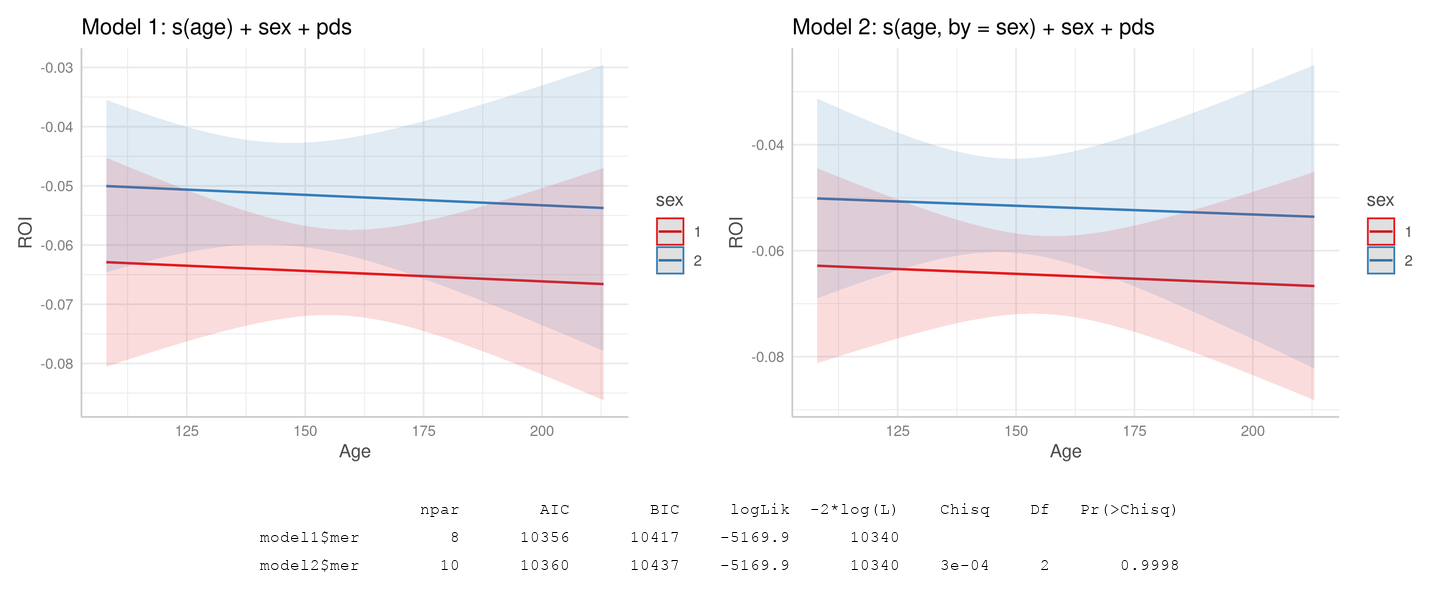 Model 1: s(age) + sex + pds
-0.03
-0.04
-0.05
-0.06
-0.07
-0.08
ROI
125 150 175 200
Age
sex
1
2
Model 2: s(age, by = sex) + sex + pds
-0.04
-0.06
-0.08
ROI
125 150 175 200
Age
sex
1
2
npar AIC BIC logLik -2*log(L) Chisq Df Pr(>Chisq)
model1$mer 8 10356 10417 -5169.9 10340
model2$mer 10 10360 10437 -5169.9 10340 3e-04 2 0.9998